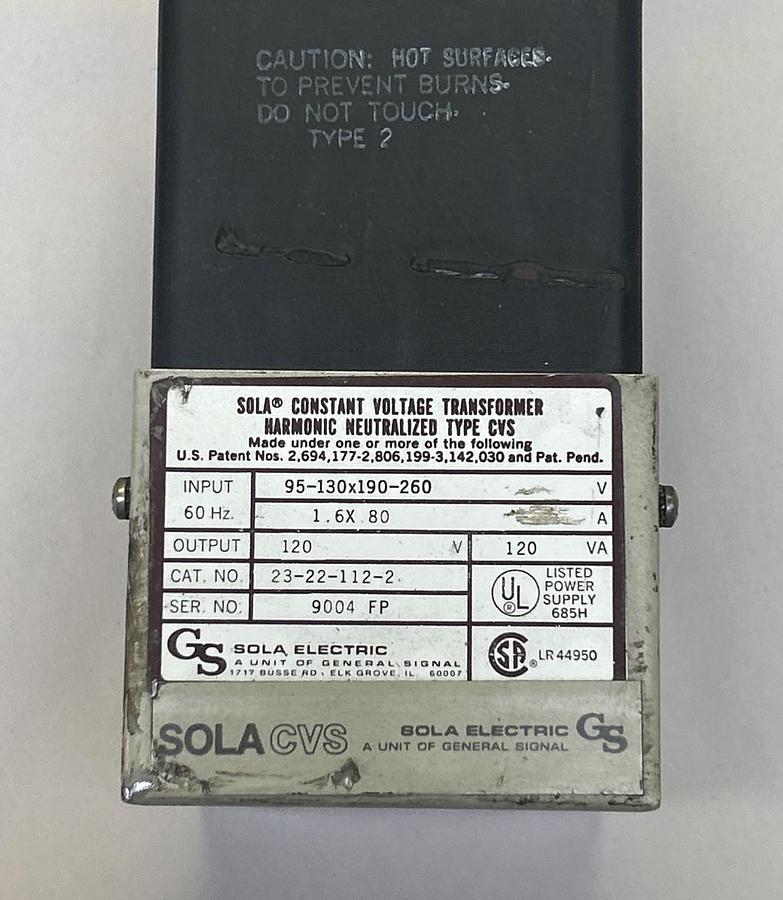 CAUTION: HOT SURFACES.
TO PREVENT BURNS.
DO NOT TOUCH.
TYPE 2
SOLA® CONSTANT VOLTAGE TRANSFORMER
HARMONIC NEUTRALIZED TYPE CVS
Made under one or more of the following
U.S. Patent Nos. 2,694,177-2,806,199-3,142,030 and Pat. Pend.
INPUT 95-130x190-260 V
60 Hz. 1.6X.80 A
OUTPUT 120 V 120 VA
CAT. NO. 23-22-112-2
SER. NO. 9004 FP
UL® LISTED POWER SUPPLY 685H
GS SOLA ELECTRIC
A UNIT OF GENERAL SIGNAL
1717 BUSSE RD., ELK GROVE, IL 60007
SA® LR 44950
SOLA CVS SOLA ELECTRIC GS
A UNIT OF GENERAL SIGNAL